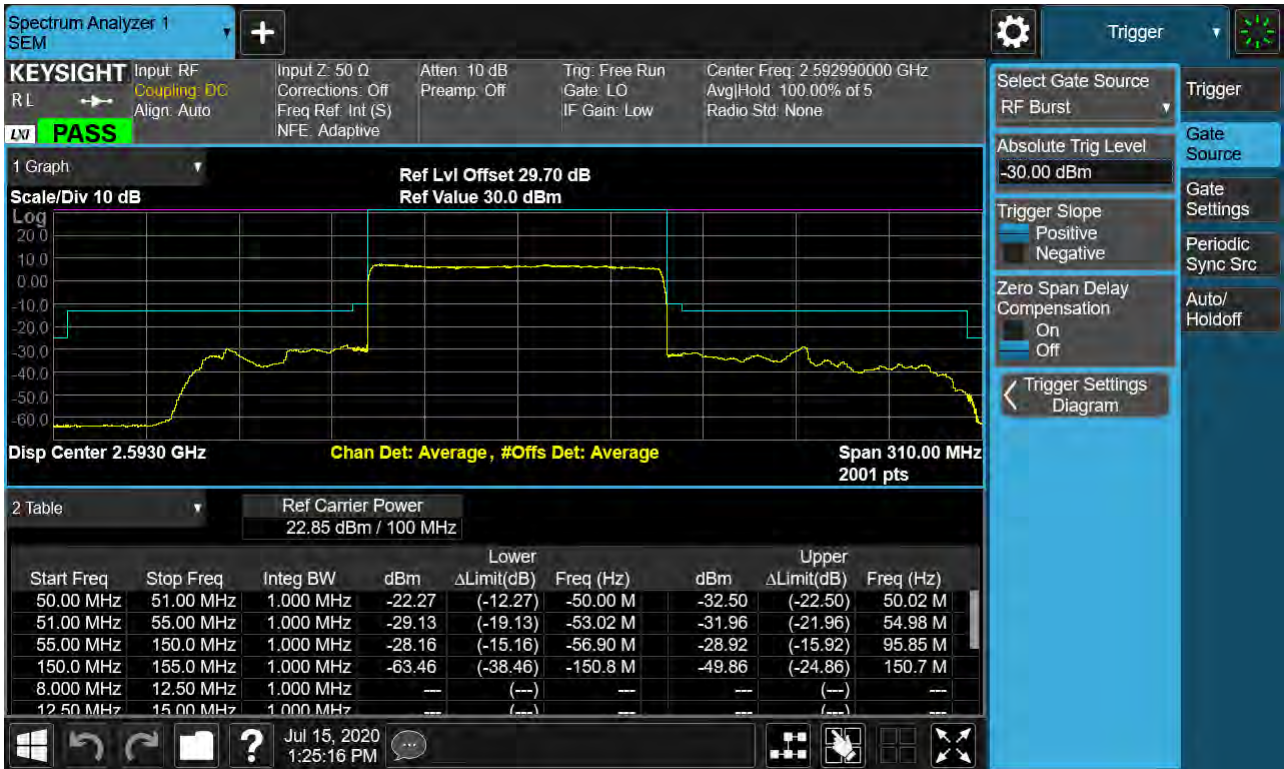 Spectrum Analyzer 1
SEM
+
Trigger
KEYSIGHT
R L
LXI PASS
Input: RF
Coupling: DC
Align: Auto
Input Z: 50 Ω
Corrections: Off
Freq Ref: Int (S)
NFE: Adaptive
Atten: 10 dB
Preamp: Off
Trig: Free Run
Gate: LO
IF Gain: Low
Center Freq: 2.592990000 GHz
Avg|Hold: 100.00% of 5
Radio Std: None
1 Graph
Scale/Div 10 dB
Ref Lvl Offset 29.70 dB
Ref Value 30.0 dBm
Log
20.0
10.0
0.00
-10.0
-20.0
-30.0
-40.0
-50.0
-60.0
Disp Center 2.5930 GHz
Chan Det: Average, #Offs Det: Average
Span 310.00 MHz
2001 pts
2 Table
Ref Carrier Power
22.85 dBm / 100 MHz
Lower Upper
Start Freq Stop Freq Integ BW dBm ΔLimit(dB) Freq (Hz) dBm ΔLimit(dB) Freq (Hz)
50.00 MHz 51.00 MHz 1.000 MHz -22.27 (-12.27) -50.00 M -32.50 (-22.50) 50.02 M
51.00 MHz 55.00 MHz 1.000 MHz -29.13 (-19.13) -53.02 M -31.96 (-21.96) 54.98 M
55.00 MHz 150.0 MHz 1.000 MHz -28.16 (-15.16) -56.90 M -28.92 (-15.92) 95.85 M
150.0 MHz 155.0 MHz 1.000 MHz -63.46 (-38.46) -150.8 M -49.86 (-24.86) 150.7 M
8.000 MHz 12.50 MHz 1.000 MHz --- (---) --- --- (---) ---
12.50 MHz 15.00 MHz 1.000 MHz --- (---) --- --- (---) ---
Select Gate Source
RF Burst
Absolute Trig Level
-30.00 dBm
Trigger Slope
Positive
Negative
Zero Span Delay
Compensation
On
Off
Trigger Settings
Diagram
Trigger
Gate
Source
Gate
Settings
Periodic
Sync Src
Auto/
Holdoff
?
Jul 15, 2020
1:25:16 PM